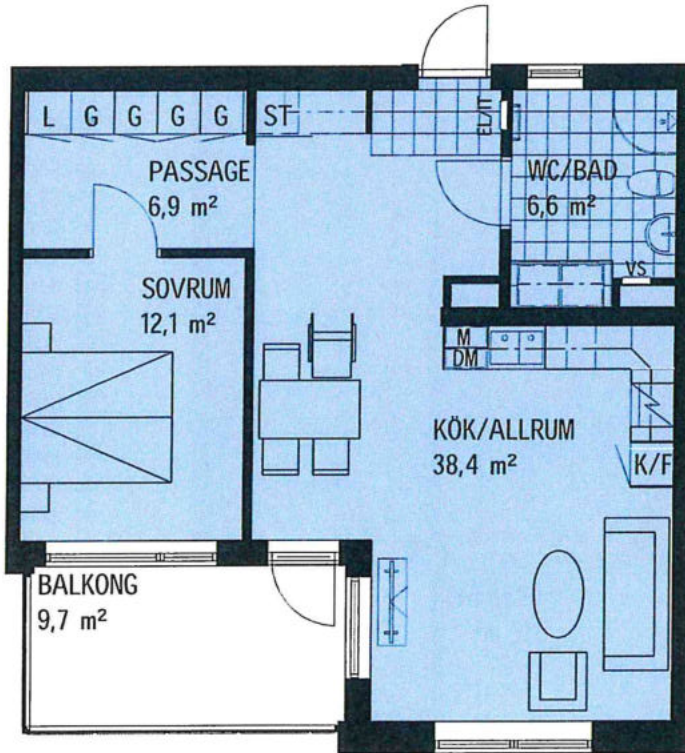 L G G G G
ST
EL/IT
PASSAGE
6,9 m²
WC/BAD
6,6 m²
VS
SOVRUM
12,1 m²
M
DM
KÖK/ALLRUM
38,4 m²
K/F
BALKONG
9,7 m²